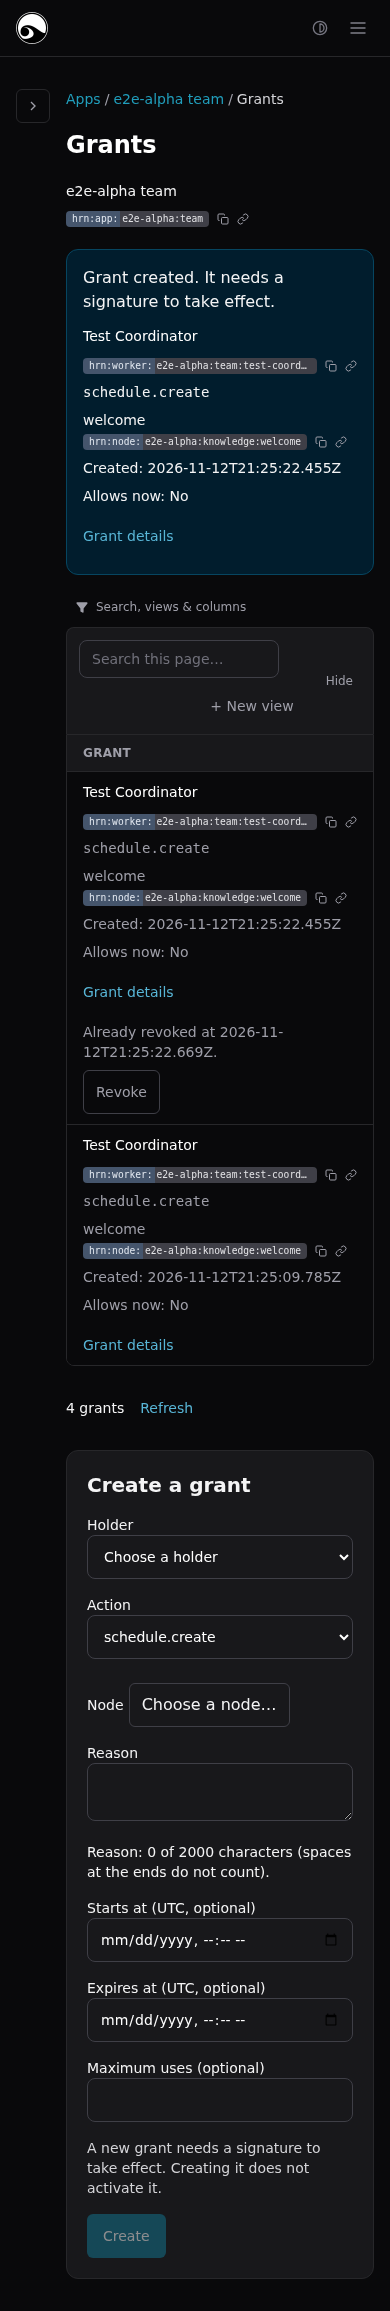 Apps / e2e-alpha team / Grants
Grants
e2e-alpha team
hrn:app: e2e-alpha:team
Grant created. It needs a
signature to take effect.
Test Coordinator
hrn:worker: e2e-alpha:team:test-coord…
schedule.create
welcome
hrn:node: e2e-alpha:knowledge:welcome
Created: 2026-11-12T21:25:22.455Z
Allows now: No
Grant details
Search, views & columns
Search this page…
Hide
+ New view
GRANT
Test Coordinator
hrn:worker: e2e-alpha:team:test-coord…
schedule.create
welcome
hrn:node: e2e-alpha:knowledge:welcome
Created: 2026-11-12T21:25:22.455Z
Allows now: No
Grant details
Already revoked at 2026-11-
12T21:25:22.669Z.
Revoke
Test Coordinator
hrn:worker: e2e-alpha:team:test-coord…
schedule.create
welcome
hrn:node: e2e-alpha:knowledge:welcome
Created: 2026-11-12T21:25:09.785Z
Allows now: No
Grant details
4 grants Refresh
Create a grant
Holder
Choose a holder
Action
schedule.create
Node Choose a node…
Reason
Reason: 0 of 2000 characters (spaces
at the ends do not count).
Starts at (UTC, optional)
mm/dd/yyyy, --:-- --
Expires at (UTC, optional)
mm/dd/yyyy, --:-- --
Maximum uses (optional)
A new grant needs a signature to
take effect. Creating it does not
activate it.
Create